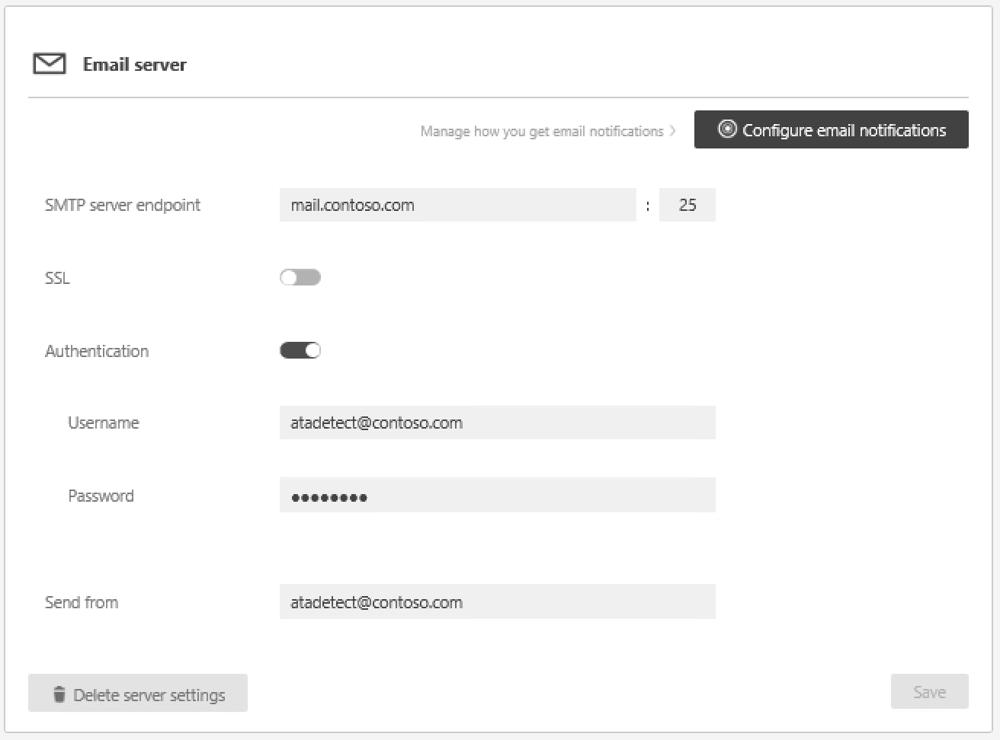 Email server
Manage how you get email notifications >
Configure email notifications
SMTP server endpoint
mail.contoso.com : 25
SSL
Authentication
Username
atadetect@contoso.com
Password
●●●●●●●●
Send from
atadetect@contoso.com
Delete server settings
Save